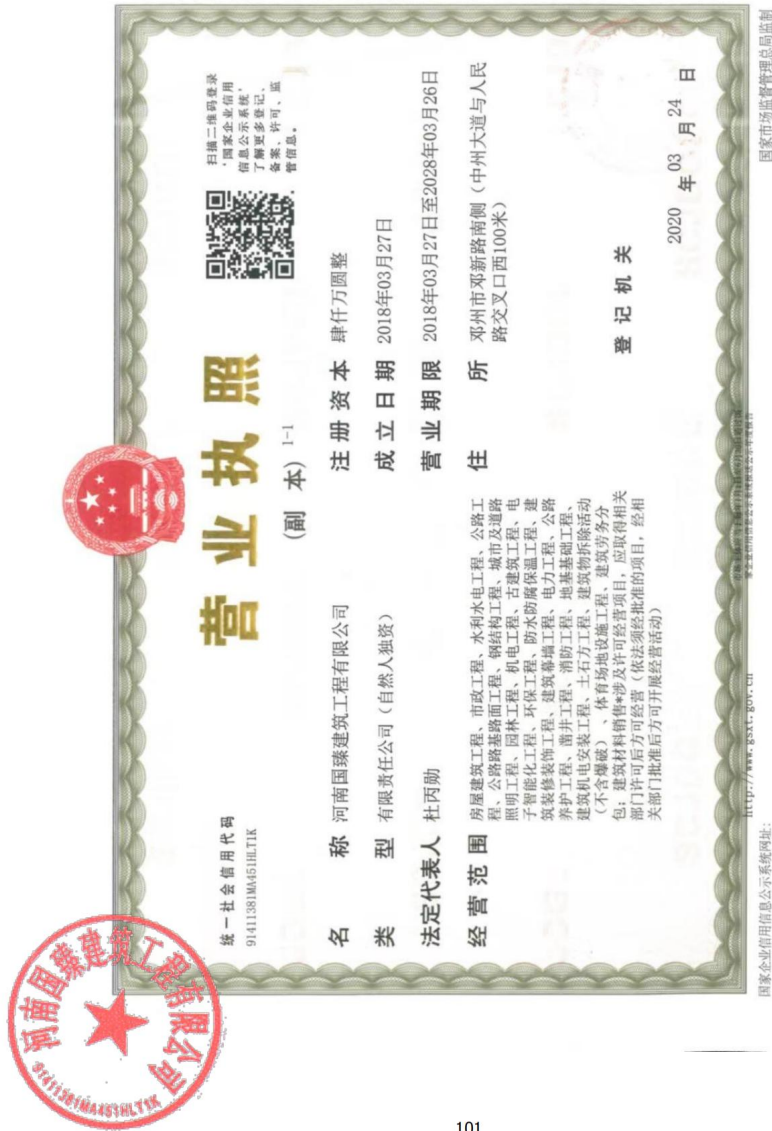 营业执照
(副 本) 1-1
扫描二维码登录
‘国家企业信用
信息公示系统’
了解更多登记、
备案、许可、监
管信息。
统一社会信用代码
91411381MA451HLT1K
名 称 河南国臻建筑工程有限公司
类 型 有限责任公司（自然人独资）
法定代表人 杜丙勋
经营范围 房屋建筑工程、市政工程、水利水电工程、公路工
程、公路路基路面工程、钢结构工程、城市及道路
照明工程、园林工程、机电工程、古建筑工程、电
子智能化工程、环保工程、防水防腐保温工程、建
筑装修装饰工程、建筑幕墙工程、电力工程、公路
养护工程、凿井工程、消防工程、地基基础工程、
建筑机电安装工程、土石方工程、建筑物拆除活动
（不含爆破）、体育场地设施工程、建筑劳务分
包；建筑材料销售*涉及许可经营项目，应取得相关
部门许可后方可经营（依法须经批准的项目，经相
关部门批准后方可开展经营活动）
注册资本 肆仟万圆整
成立日期 2018年03月27日
营业期限 2018年03月27日至2028年03月26日
住 所 邓州市邓新路南侧（中州大道与人民
路交叉口西100米）
登记机关
2020 年 03 月 24 日
国家企业信用信息公示系统网址：
http://www.gsxt.gov.cn
国家市场监督管理总局监制
河南国臻建筑工程有限公司
91411381MA451HLT1K
101